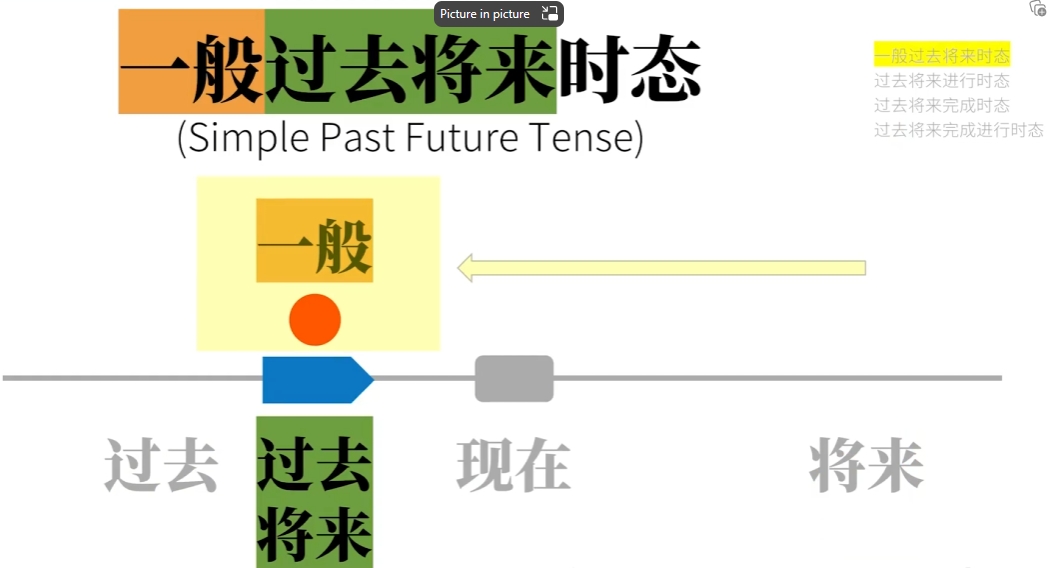 Picture in picture
一般过去将来时态
(Simple Past Future Tense)
一般过去将来时态
过去将来进行时态
过去将来完成时态
过去将来完成进行时态
一般
过去
过去
将来
现在
将来